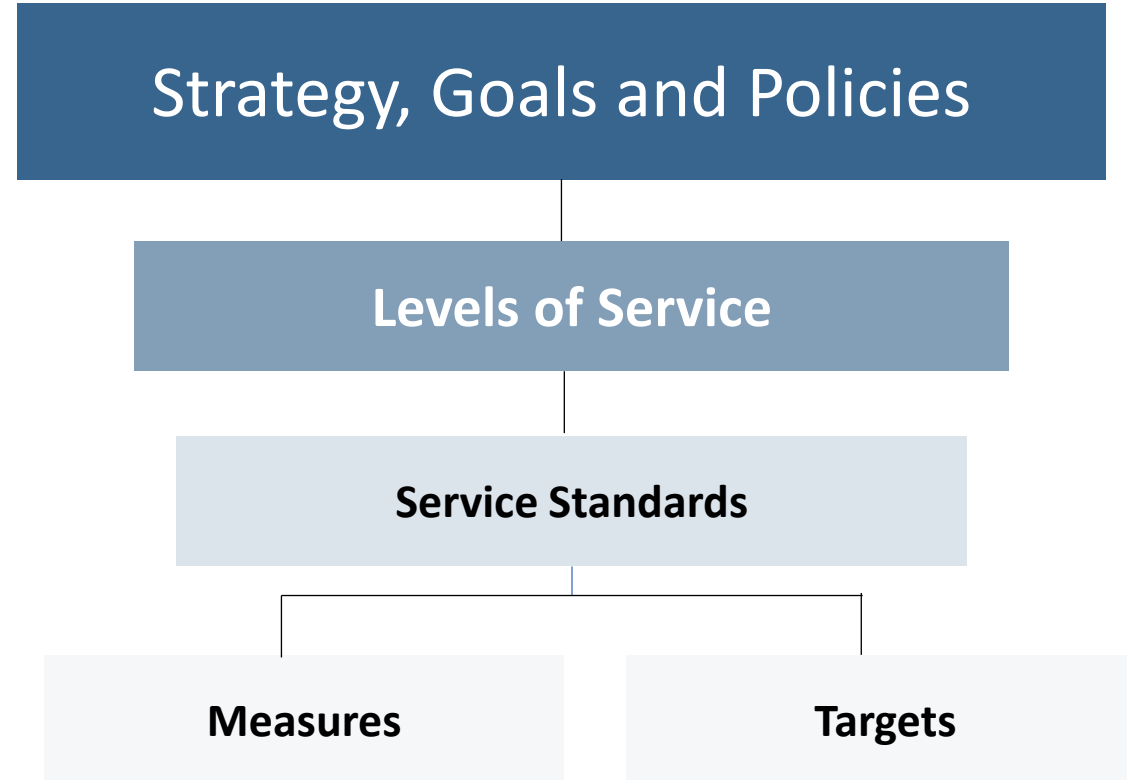 Strategy, Goals and Policies
Levels of Service
Service Standards
Measures
Targets